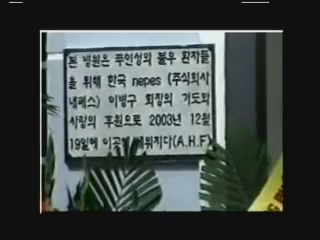 본 병원은 주인성의 불우 환자들
을 위해 한국 nepes (주식회사
네페스) 이병구 회장의 기도와
사랑의 후원으로 2003년 12월
19일에 이곳에 세워지다(A.H.F)